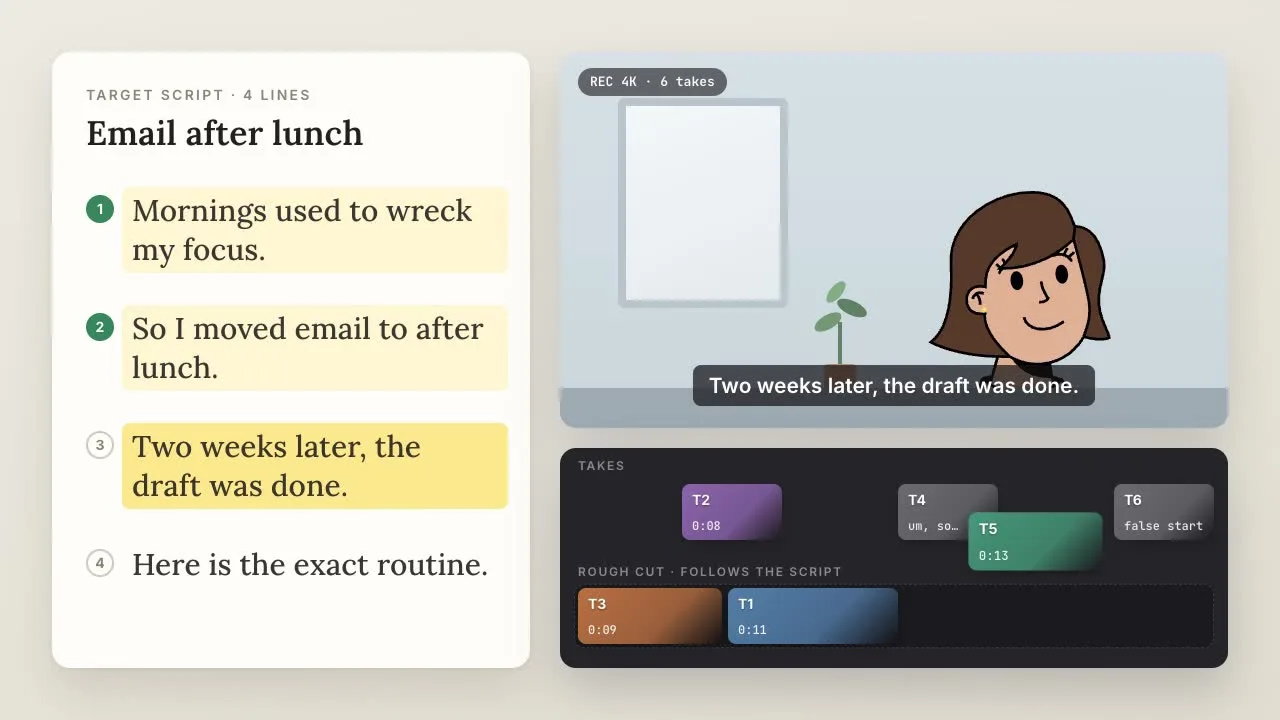 TARGET SCRIPT · 4 LINES
Email after lunch
1
Mornings used to wreck
my focus.
2
So I moved email to after
lunch.
3
Two weeks later, the
draft was done.
4
Here is the exact routine.
REC 4K · 6 takes
Two weeks later, the draft was done.
TAKES
T2
0:08
T4
um, so…
T5
0:13
T6
false start
ROUGH CUT · FOLLOWS THE SCRIPT
T3
0:09
T1
0:11